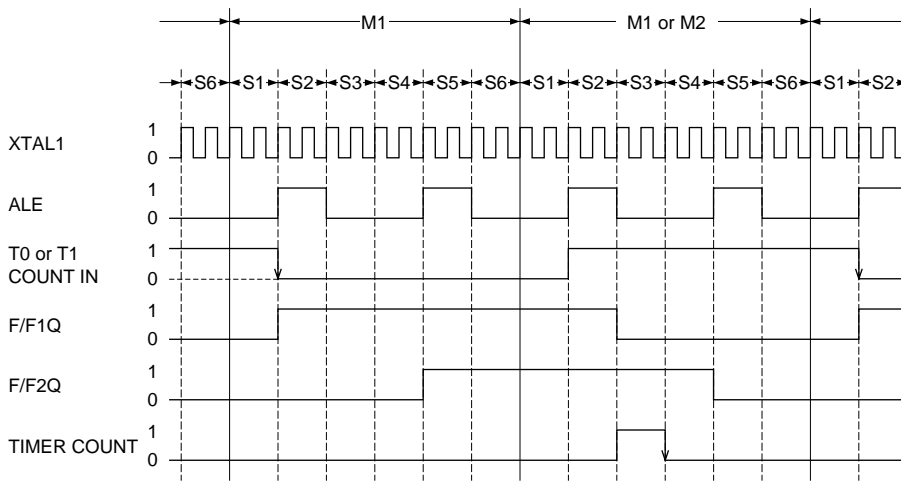 M1 M1 or M2
S6 S1 S2 S3 S4 S5 S6 S1 S2 S3 S4 S5 S6 S1 S2
XTAL1 1
0
ALE 1
0
T0 or T1 1
COUNT IN 0
F/F1Q 1
0
F/F2Q 1
0
TIMER COUNT 1
0